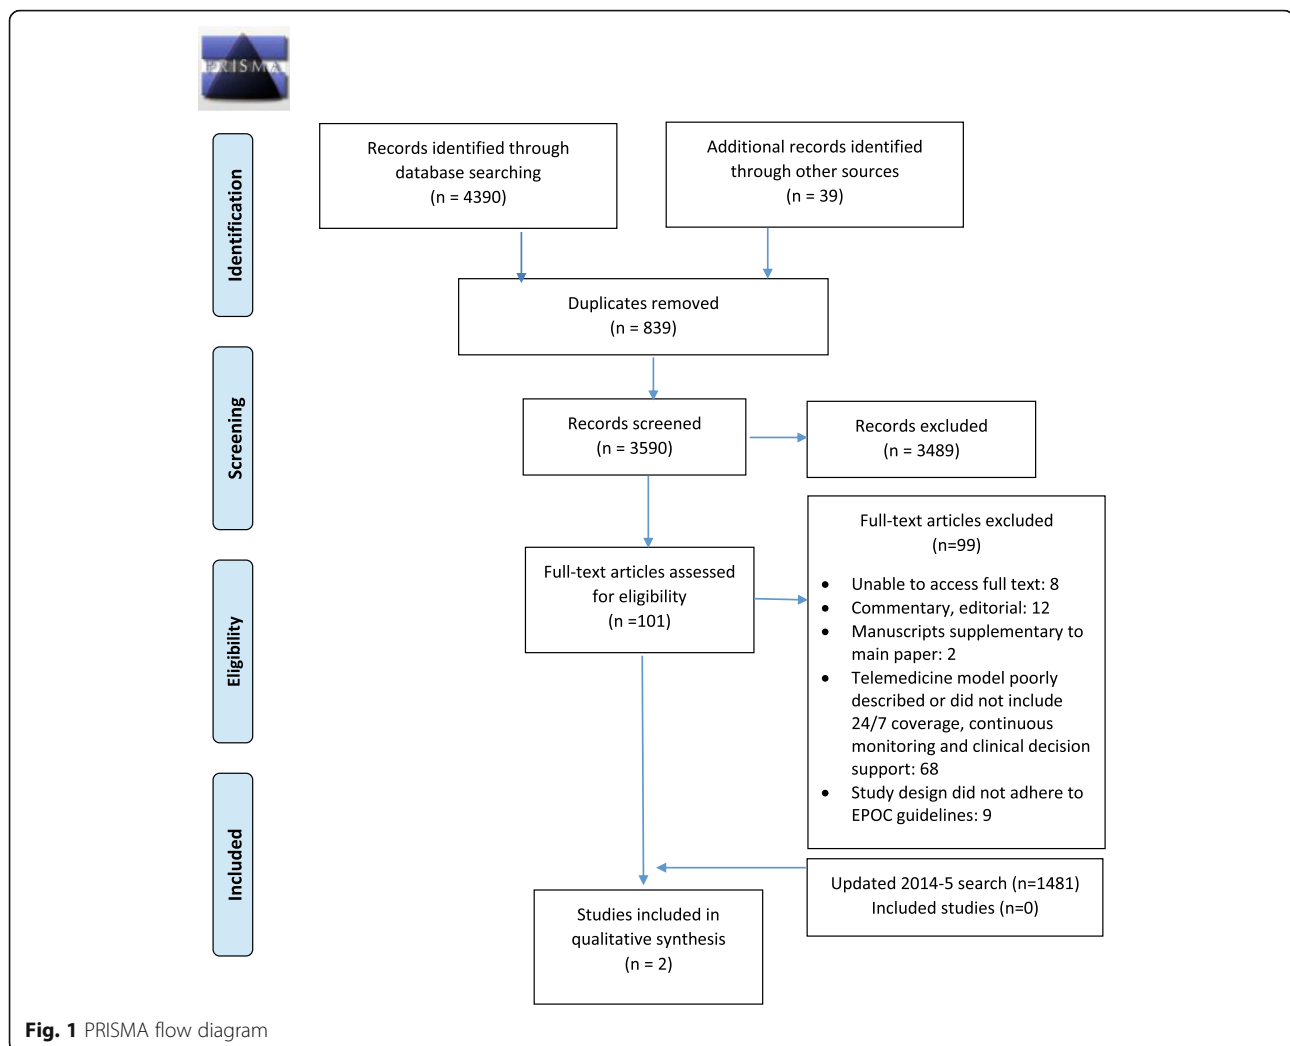 PRISMA
Identification
Records identified through
database searching
(n = 4390)
Additional records identified
through other sources
(n = 39)
Duplicates removed
(n = 839)
Screening
Records screened
(n = 3590)
Records excluded
(n = 3489)
Eligibility
Full-text articles assessed
for eligibility
(n =101)
Full-text articles excluded
(n=99)
• Unable to access full text: 8
• Commentary, editorial: 12
• Manuscripts supplementary to
main paper: 2
• Telemedicine model poorly
described or did not include
24/7 coverage, continuous
monitoring and clinical decision
support: 68
• Study design did not adhere to
EPOC guidelines: 9
Included
Updated 2014-5 search (n=1481)
Included studies (n=0)
Studies included in
qualitative synthesis
(n = 2)
Fig. 1 PRISMA flow diagram